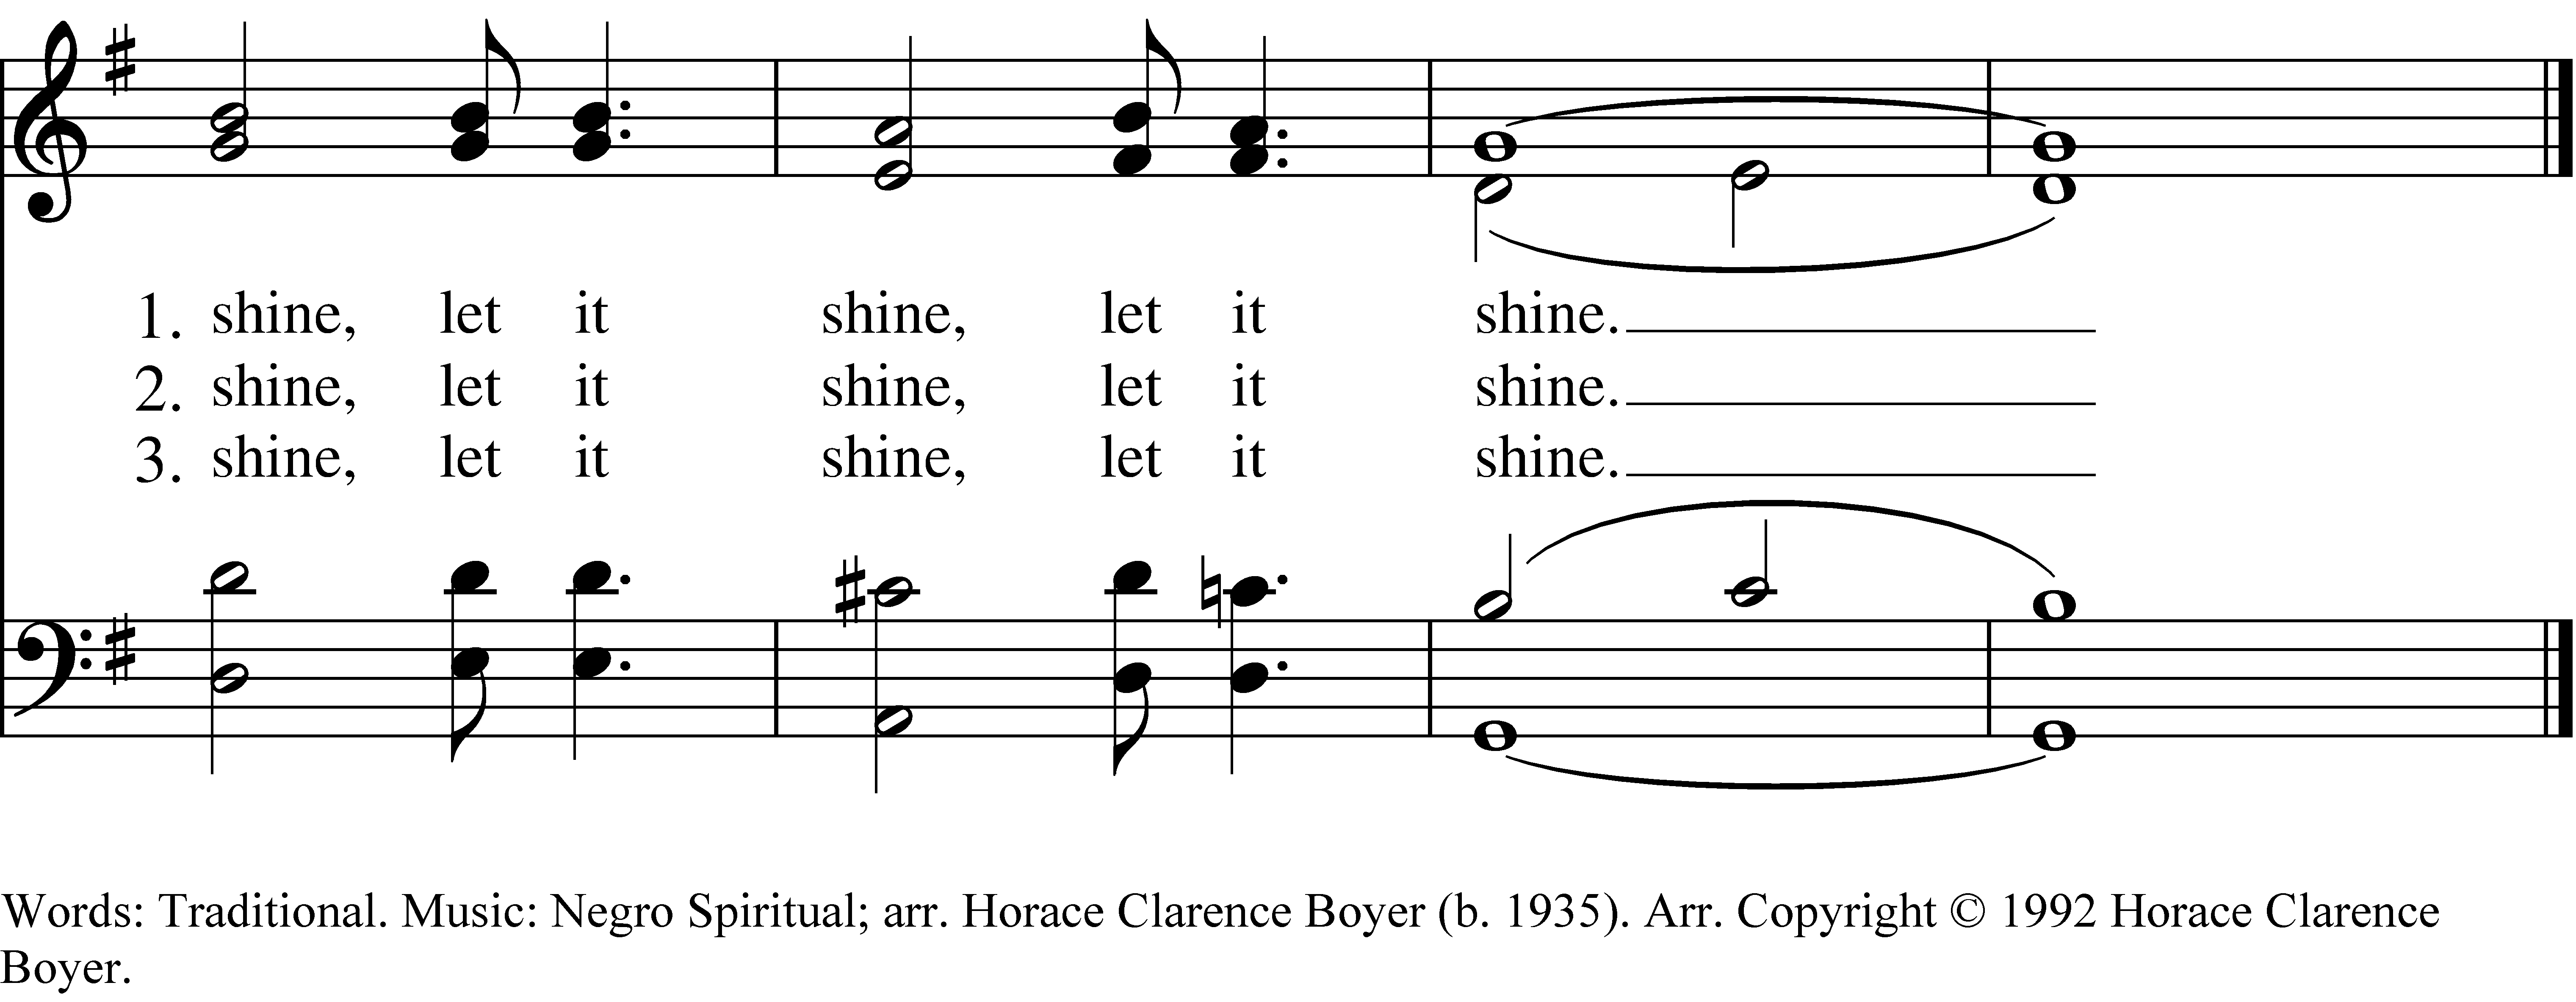 1. shine, let it shine, let it shine.
2. shine, let it shine, let it shine.
3. shine, let it shine, let it shine.
Words: Traditional. Music: Negro Spiritual; arr. Horace Clarence Boyer (b. 1935). Arr. Copyright © 1992 Horace Clarence
Boyer.